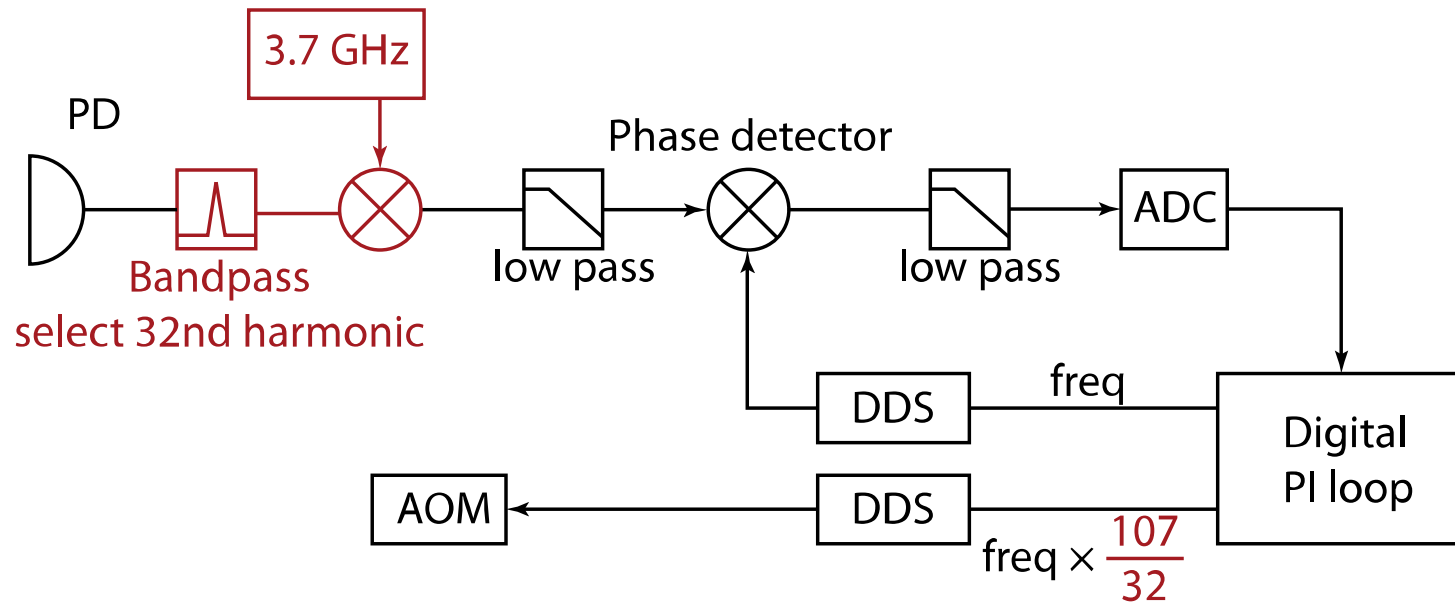 3.7 GHz
PD
Phase detector
ADC
low pass
low pass
Bandpass
select 32nd harmonic
freq
DDS
Digital
PI loop
AOM
DDS
freq × 107/32